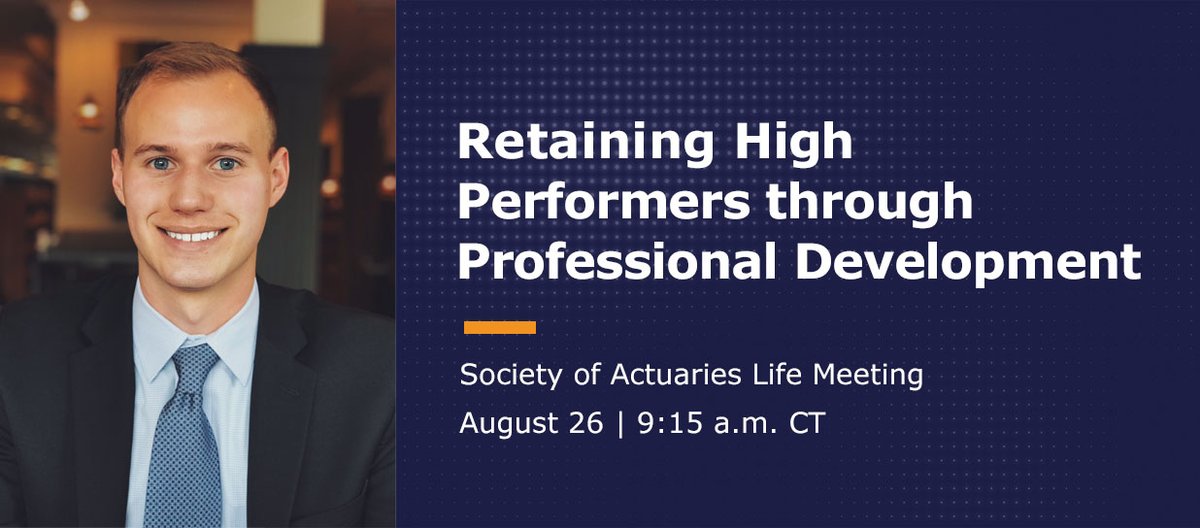 Retaining High
Performers through
Professional Development
Society of Actuaries Life Meeting
August 26 | 9:15 a.m. CT